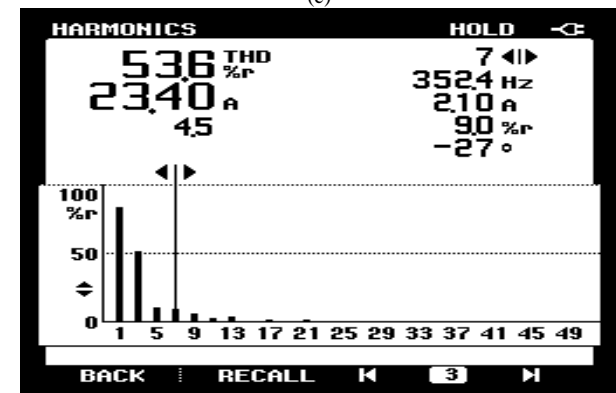 (c)
HARMONICS HOLD
53.6 THD %r 7
23.40 A 352.4 Hz
4.5 2.10 A
9.0 %r
-27 °
100
%r
50
0
1 5 9 13 17 21 25 29 33 37 41 45 49
BACK RECALL 3